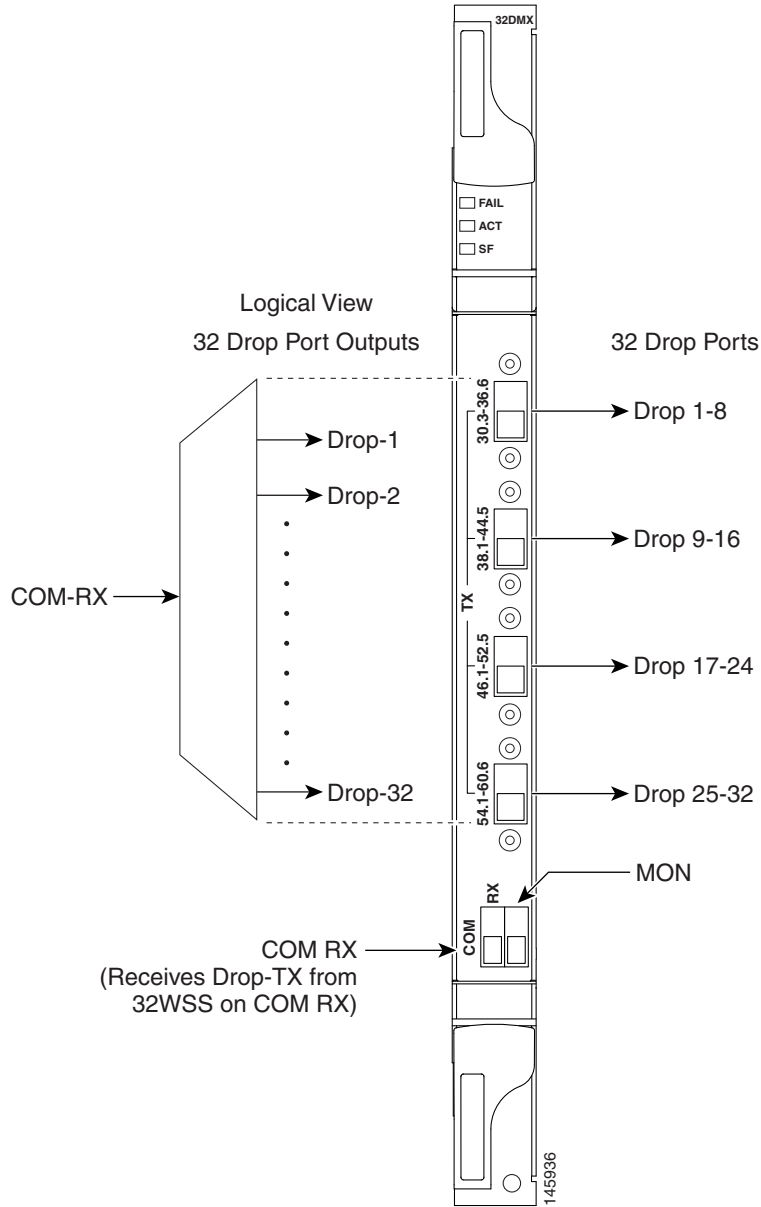 32DMX
FAIL
ACT
SF
Logical View
32 Drop Port Outputs
32 Drop Ports
30.3-36.6
Drop 1-8
Drop-1
Drop-2
38.1-44.5
Drop 9-16
COM-RX
TX
46.1-52.5
Drop 17-24
Drop-32
54.1-60.6
Drop 25-32
MON
RX
COM
COM RX
(Receives Drop-TX from
32WSS on COM RX)
145936